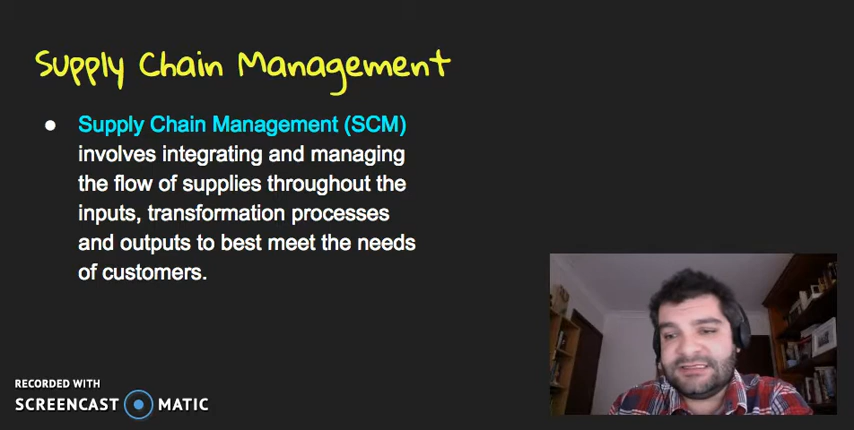 Supply Chain Management
● Supply Chain Management (SCM)
involves integrating and managing
the flow of supplies throughout the
inputs, transformation processes
and outputs to best meet the needs
of customers.
RECORDED WITH
SCREENCAST MATIC